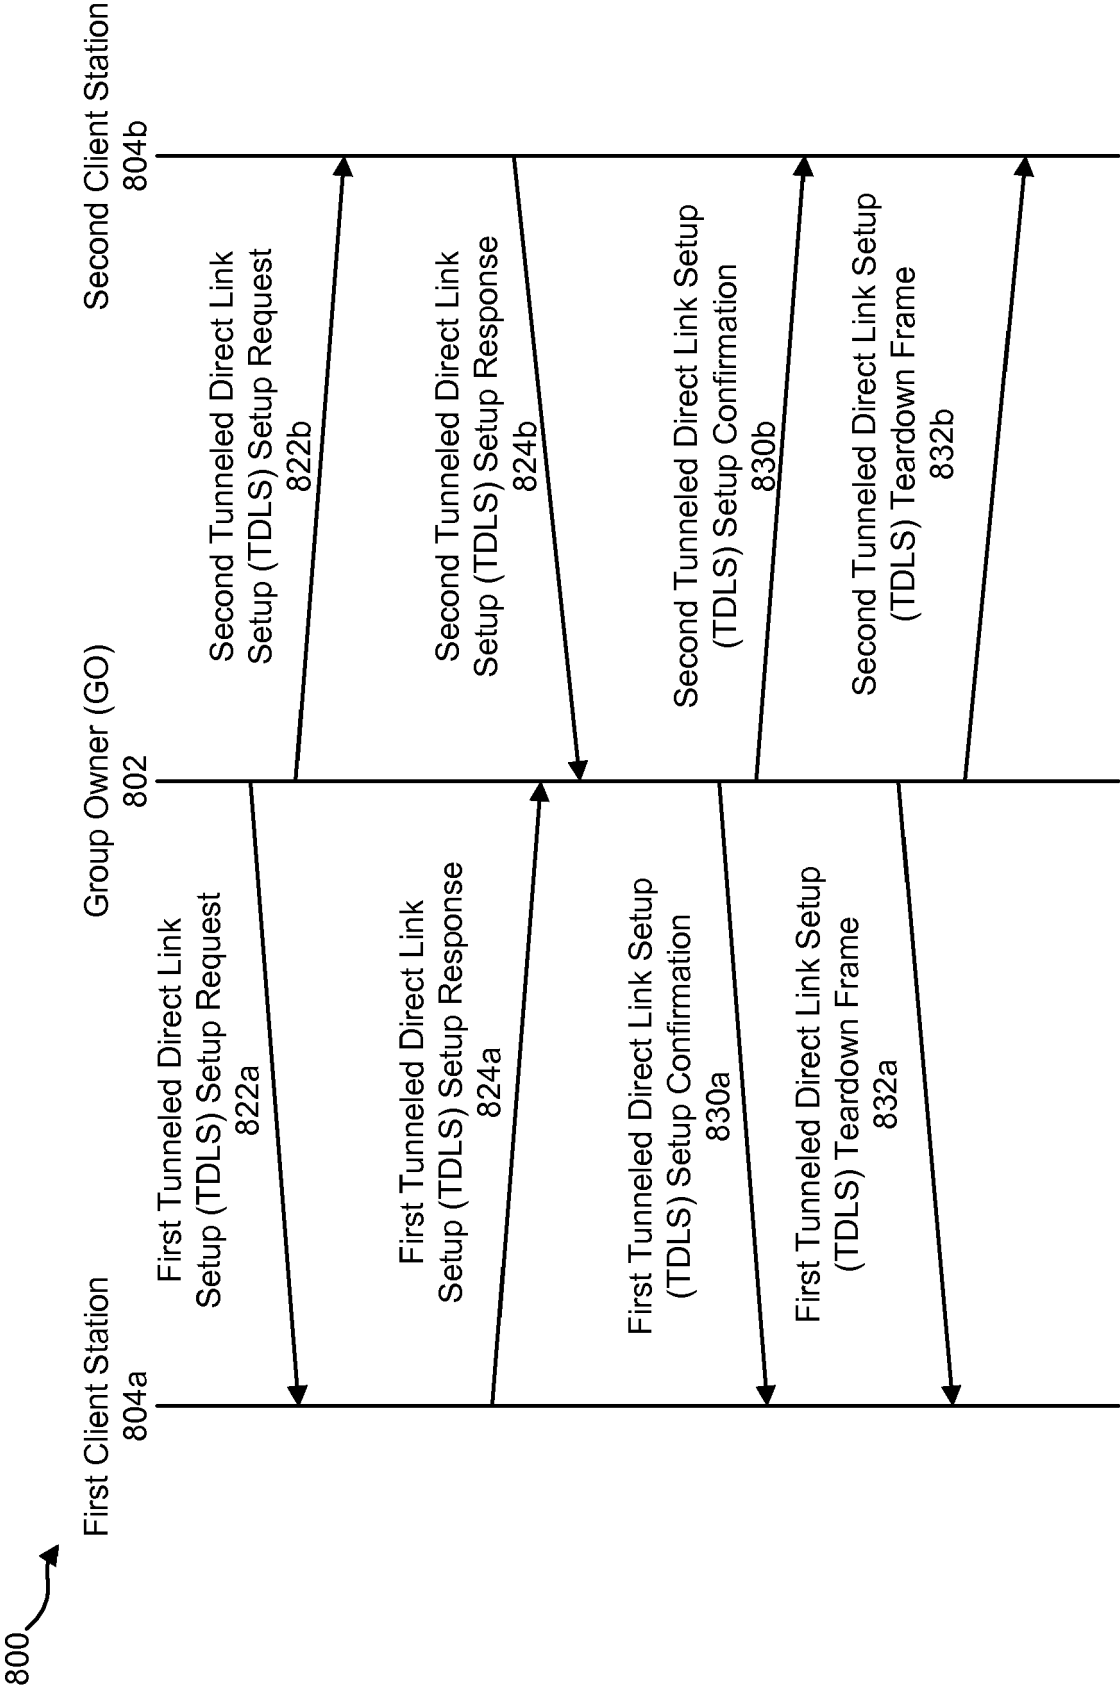 800
First Client Station
804a
Group Owner (GO)
802
Second Client Station
804b
First Tunneled Direct Link
Setup (TDLS) Setup Request
822a
Second Tunneled Direct Link
Setup (TDLS) Setup Request
822b
First Tunneled Direct Link
Setup (TDLS) Setup Response
824a
Second Tunneled Direct Link
Setup (TDLS) Setup Response
824b
First Tunneled Direct Link Setup
(TDLS) Setup Confirmation
830a
Second Tunneled Direct Link Setup
(TDLS) Setup Confirmation
830b
First Tunneled Direct Link Setup
(TDLS) Teardown Frame
832a
Second Tunneled Direct Link Setup
(TDLS) Teardown Frame
832b